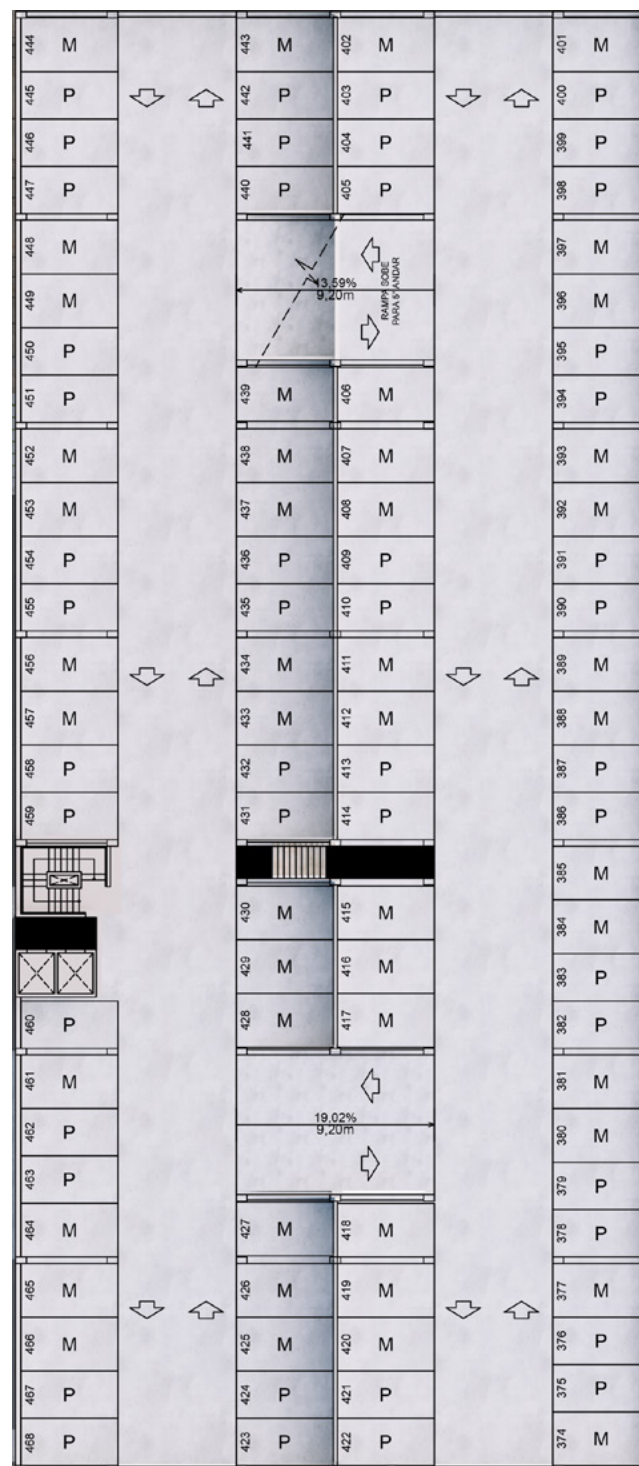 444 M 443 M 402 M 401 M
445 P 442 P 403 P 400 P
446 P 441 P 404 P 399 P
447 P 440 P 405 P 398 P
448 M 397 M
13,59%
9,20m
RAMPA SOBE
PARA 5° ANDAR
449 M 396 M
450 P 395 P
451 P 439 M 406 M 394 P
452 M 438 M 407 M 393 M
453 M 437 M 408 M 392 M
454 P 436 P 409 P 391 P
455 P 435 P 410 P 390 P
456 M 434 M 411 M 389 M
457 M 433 M 412 M 388 M
458 P 432 P 413 P 387 P
459 P 431 P 414 P 386 P
385 M
430 M 415 M 384 M
429 M 416 M 383 P
460 P 428 M 417 M 382 P
461 M 381 M
462 P 380 M
19,02%
9,20m
463 P 379 P
464 M 427 M 418 M 378 P
465 M 426 M 419 M 377 M
466 M 425 M 420 M 376 P
467 P 424 P 421 P 375 P
468 P 423 P 422 P 374 M